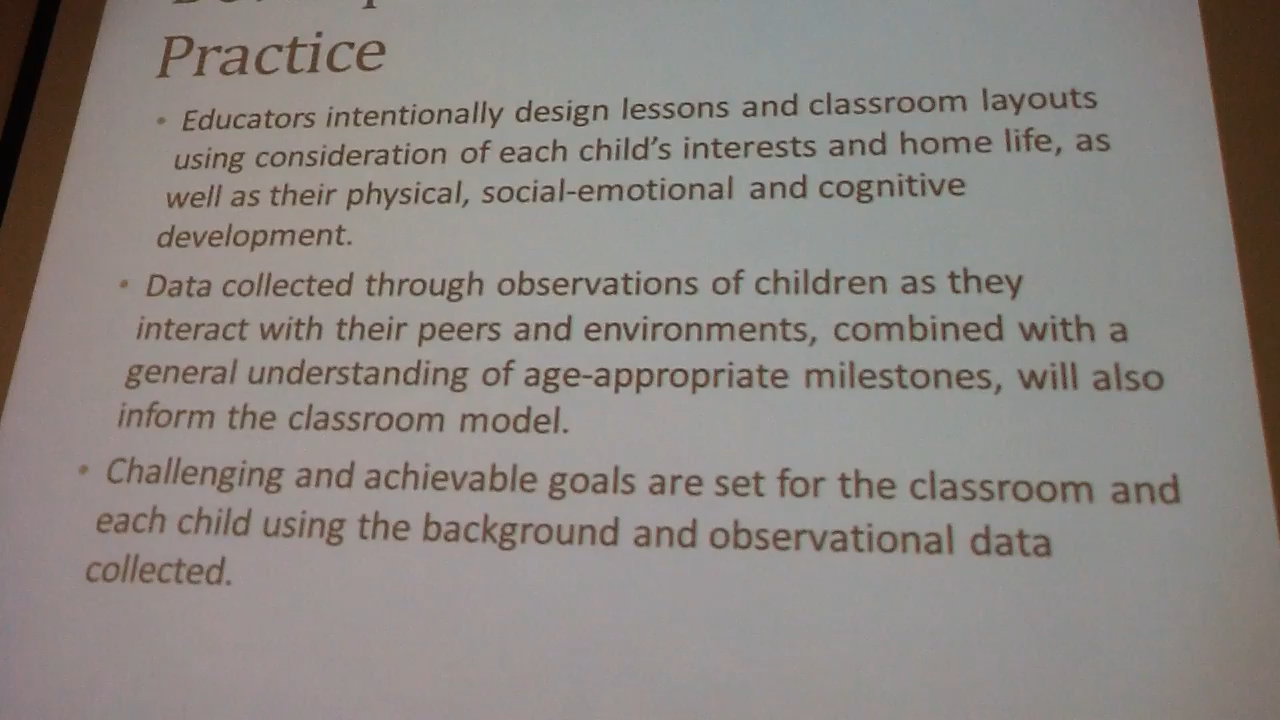 Practice
• Educators intentionally design lessons and classroom layouts
using consideration of each child's interests and home life, as
well as their physical, social-emotional and cognitive
development.
• Data collected through observations of children as they
interact with their peers and environments, combined with a
general understanding of age-appropriate milestones, will also
inform the classroom model.
• Challenging and achievable goals are set for the classroom and
each child using the background and observational data
collected.